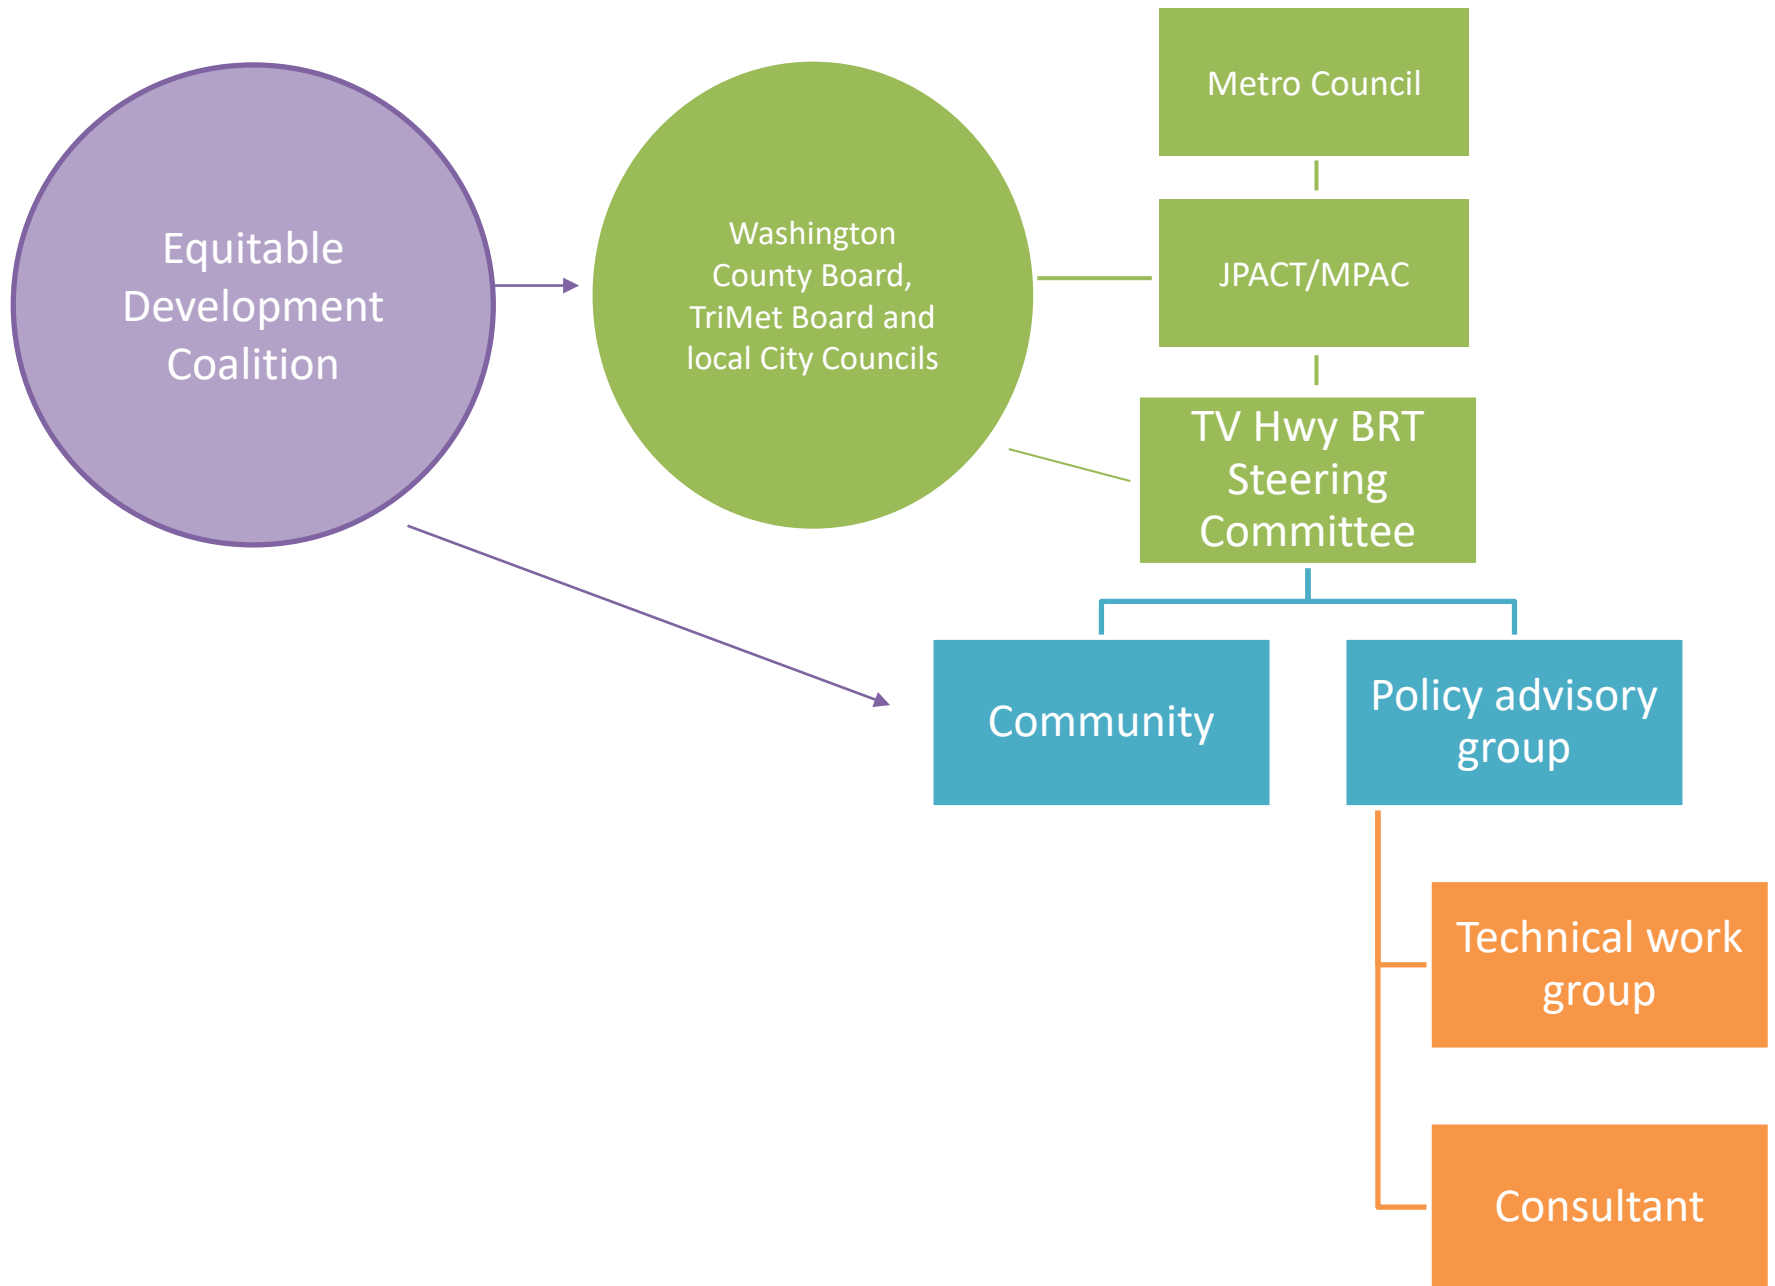 Equitable
Development
Coalition
Washington
County Board,
TriMet Board and
local City Councils
Metro Council
JPACT/MPAC
TV Hwy BRT
Steering
Committee
Community
Policy advisory
group
Technical work
group
Consultant